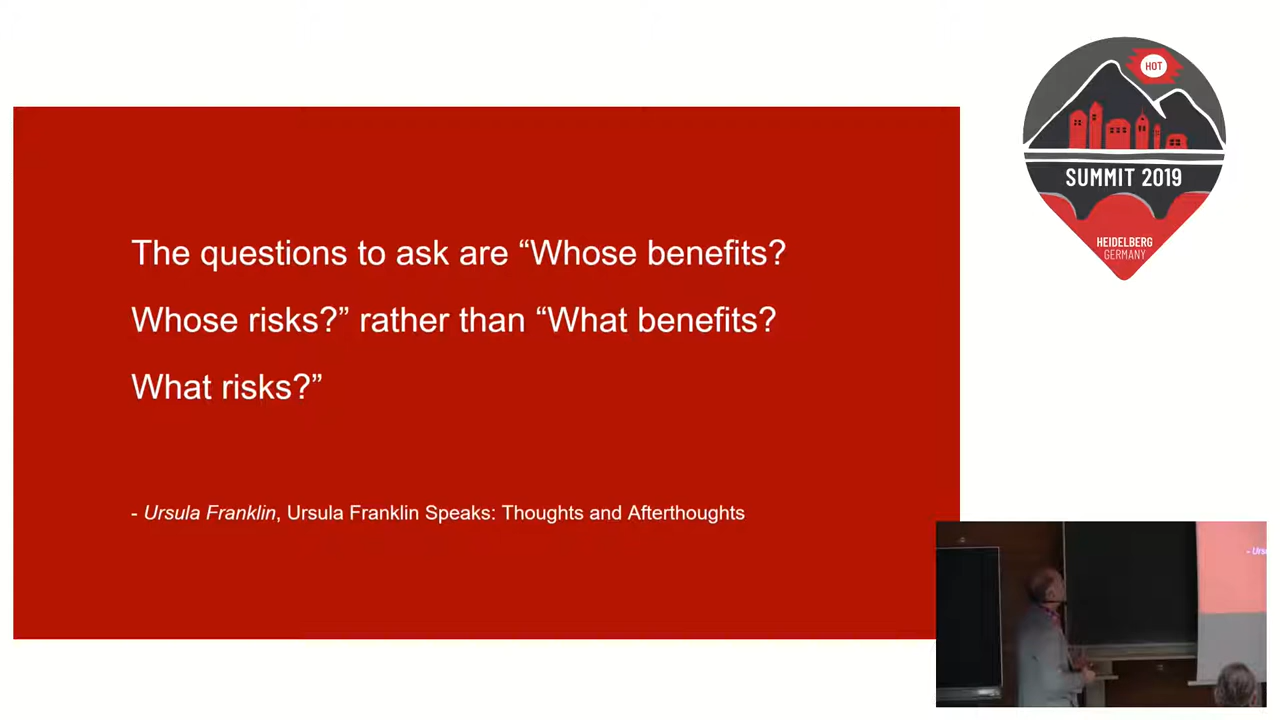 HOT
SUMMIT 2019
HEIDELBERG
GERMANY
The questions to ask are “Whose benefits?
Whose risks?” rather than “What benefits?
What risks?”
- Ursula Franklin, Ursula Franklin Speaks: Thoughts and Afterthoughts